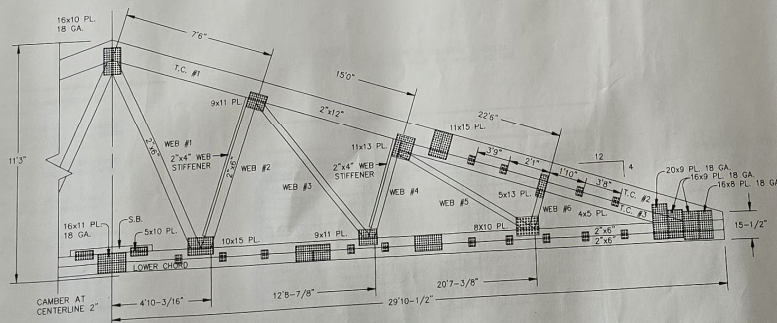 16x10 PL.
18 GA.
7'6"
T.C. #1
15'0"
9x11 PL.
2"x12"
22'6"
11x15 PL.
11x13 PL.
WEB #1
2"x6"
2"x4" WEB
STIFFENER
2"x6"
WEB #2
WEB #3
2"x4" WEB
STIFFENER
WEB #4
3'9"
2'1"
1'10"
3'8"
12
4
T.C. #2
T.C. #3
20x9 PL. 18 GA.
16x9 PL. 18 GA.
16x8 PL. 18 GA.
11'3"
WEB #5
5x13 PL.
WEB #6
4x5 PL.
15-1/2"
16x11 PL.
18 GA.
S.B.
5x10 PL.
10x15 PL.
9x11 PL.
8X10 PL.
2"x6"
2"x6"
LOWER CHORD
CAMBER AT
CENTERLINE 2"
4'10-3/16"
12'8-7/8"
20'7-3/8"
29'10-1/2"